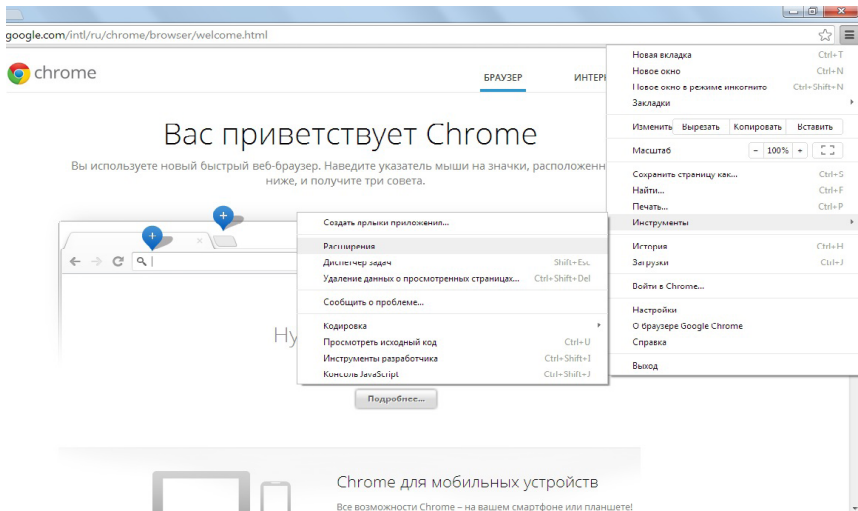 google.com/intl/ru/chrome/browser/welcome.html
chrome
БРАУЗЕР
ИНТЕР
Вас приветствует Chrome
Вы используете новый быстрый веб-браузер. Наведите указатель мыши на значки, расположенн
ниже, и получите три совета.
Ну
Подробнее...
Chrome для мобильных устройств
Все возможности Chrome – на вашем смартфоне или планшете!
Новая вкладка Ctrl+T
Новое окно Ctrl+N
Новое окно в режиме инкогнито Ctrl+Shift+N
Закладки
Изменить Вырезать Копировать Вставить
Масштаб − 100% +
Сохранить страницу как... Ctrl+S
Найти... Ctrl+F
Печать... Ctrl+P
Инструменты
История Ctrl+H
Загрузки Ctrl+J
Войти в Chrome...
Настройки
О браузере Google Chrome
Справка
Выход
Создать ярлыки приложения...
Расширения
Диспетчер задач Shift+Esc
Удаление данных о просмотренных страницах... Ctrl+Shift+Del
Сообщить о проблеме...
Кодировка
Просмотреть исходный код Ctrl+U
Инструменты разработчика Ctrl+Shift+I
Консоль JavaScript Ctrl+Shift+J